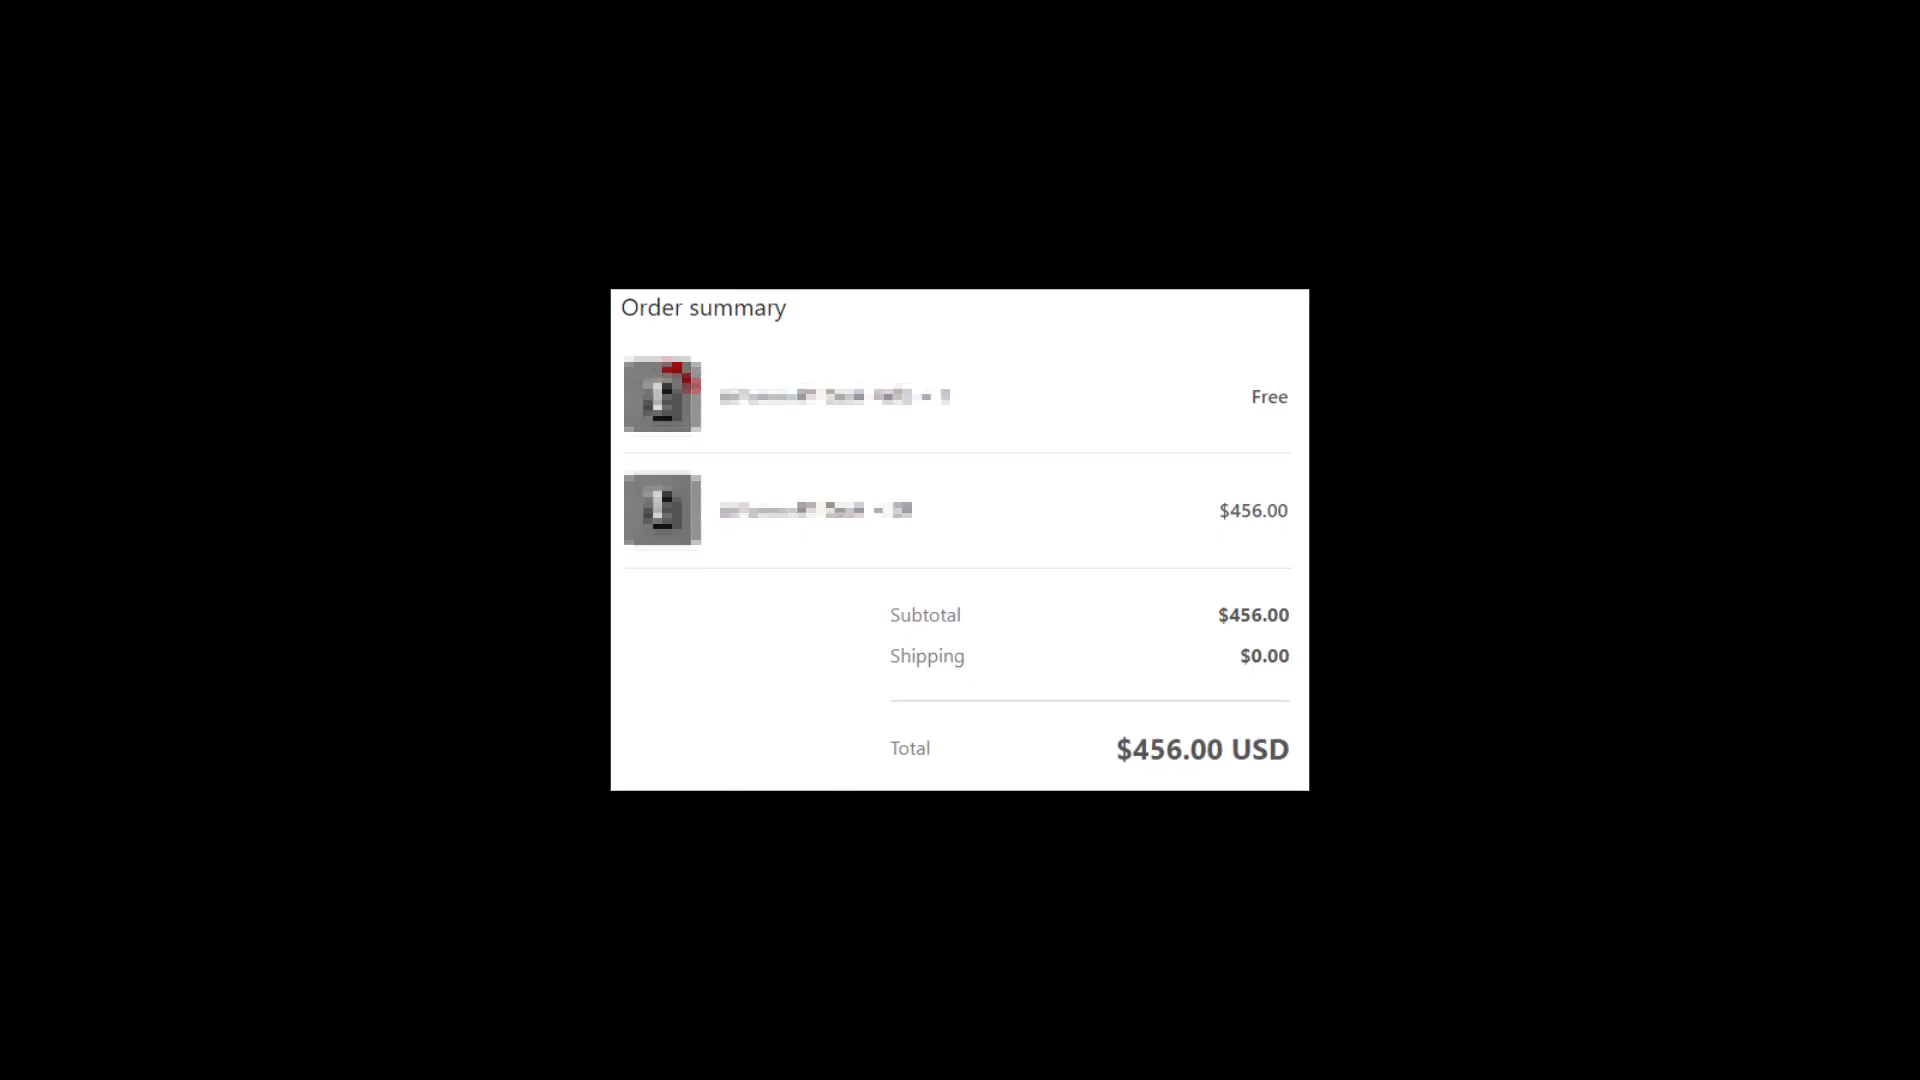 Order summary
Free
$456.00
Subtotal $456.00
Shipping $0.00
Total $456.00 USD